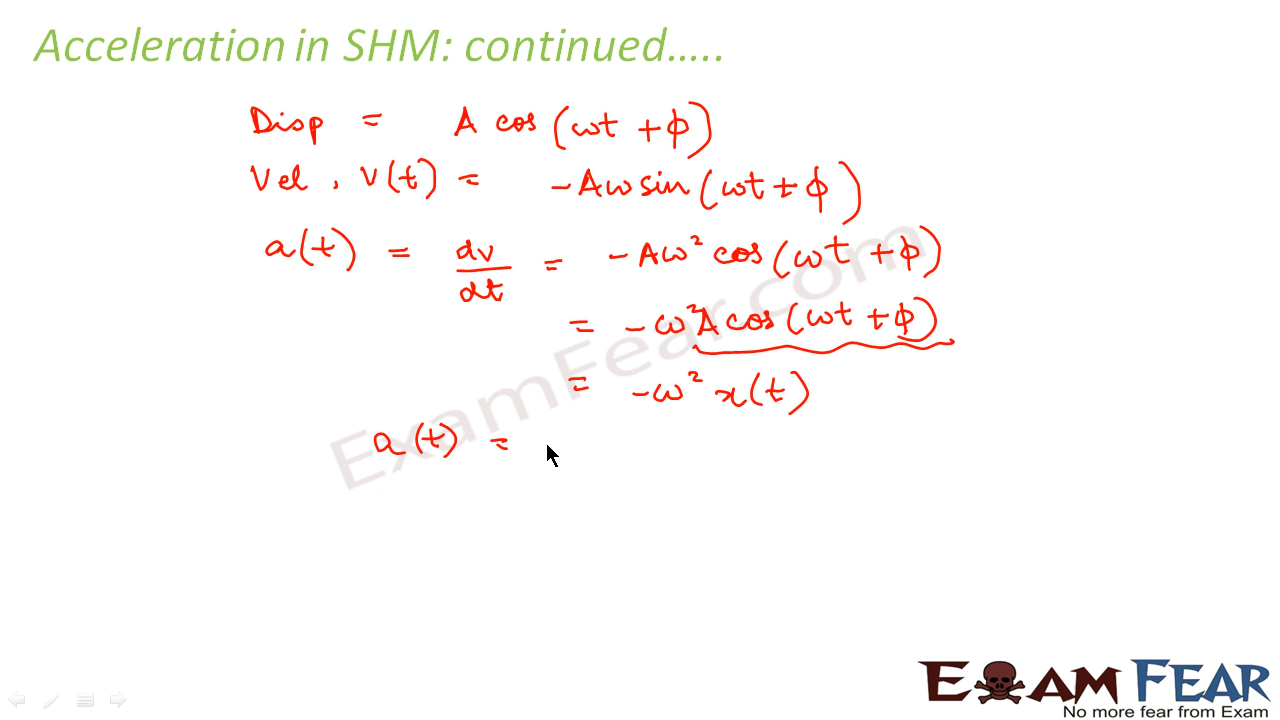 Acceleration in SHM: continued…..
Disp = A cos (ωt + φ)
Vel, V(t) = -Aω sin (ωt + φ)
a(t) = dv/dt = -Aω² cos (ωt + φ)
= -ω² A cos (ωt + φ)
= -ω² x(t)
a(t) =
ExamFear.com
EXAM FEAR
No more fear from Exam